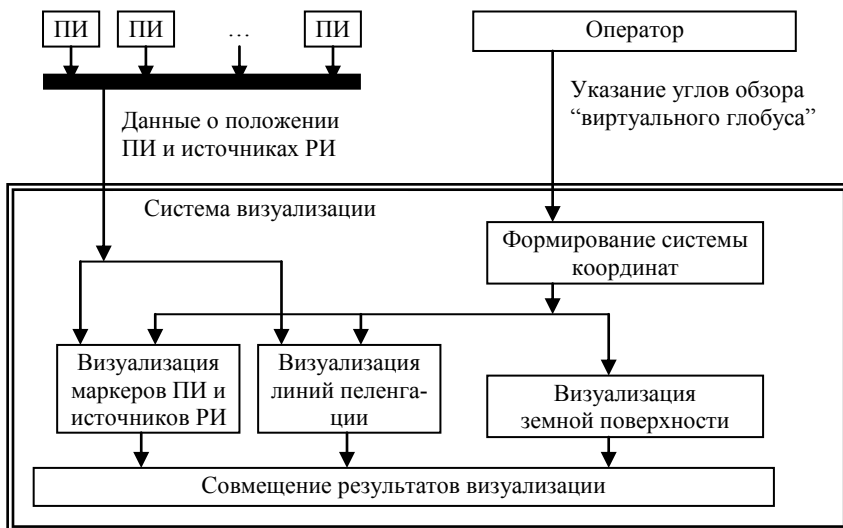 ПИ ПИ … ПИ
Оператор
Указание углов обзора
“виртуального глобуса”
Данные о положении
ПИ и источниках РИ
Система визуализации
Формирование системы
координат
Визуализация
маркеров ПИ и
источников РИ
Визуализация
линий пеленга-
ции
Визуализация
земной поверхности
Совмещение результатов визуализации